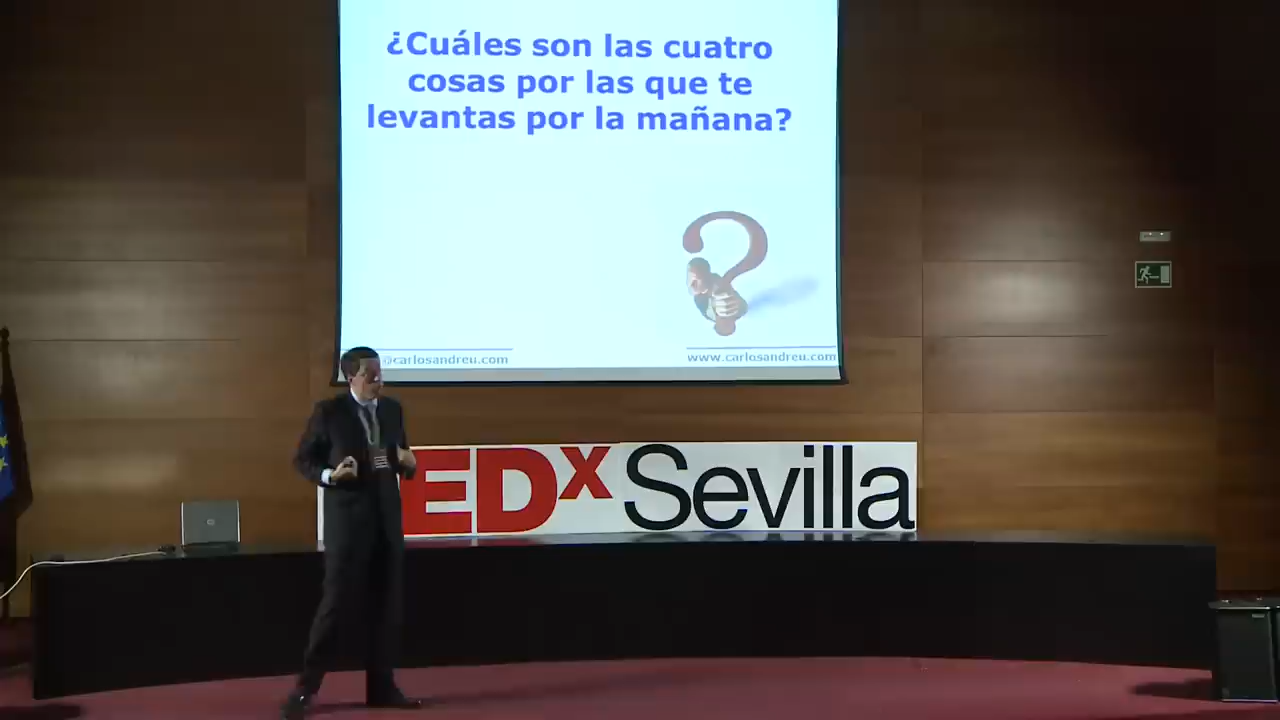 ¿Cuáles son las cuatro
cosas por las que te
levantas por la mañana?
@carlosandreu.com
www.carlosandreu.com
EDx Sevilla